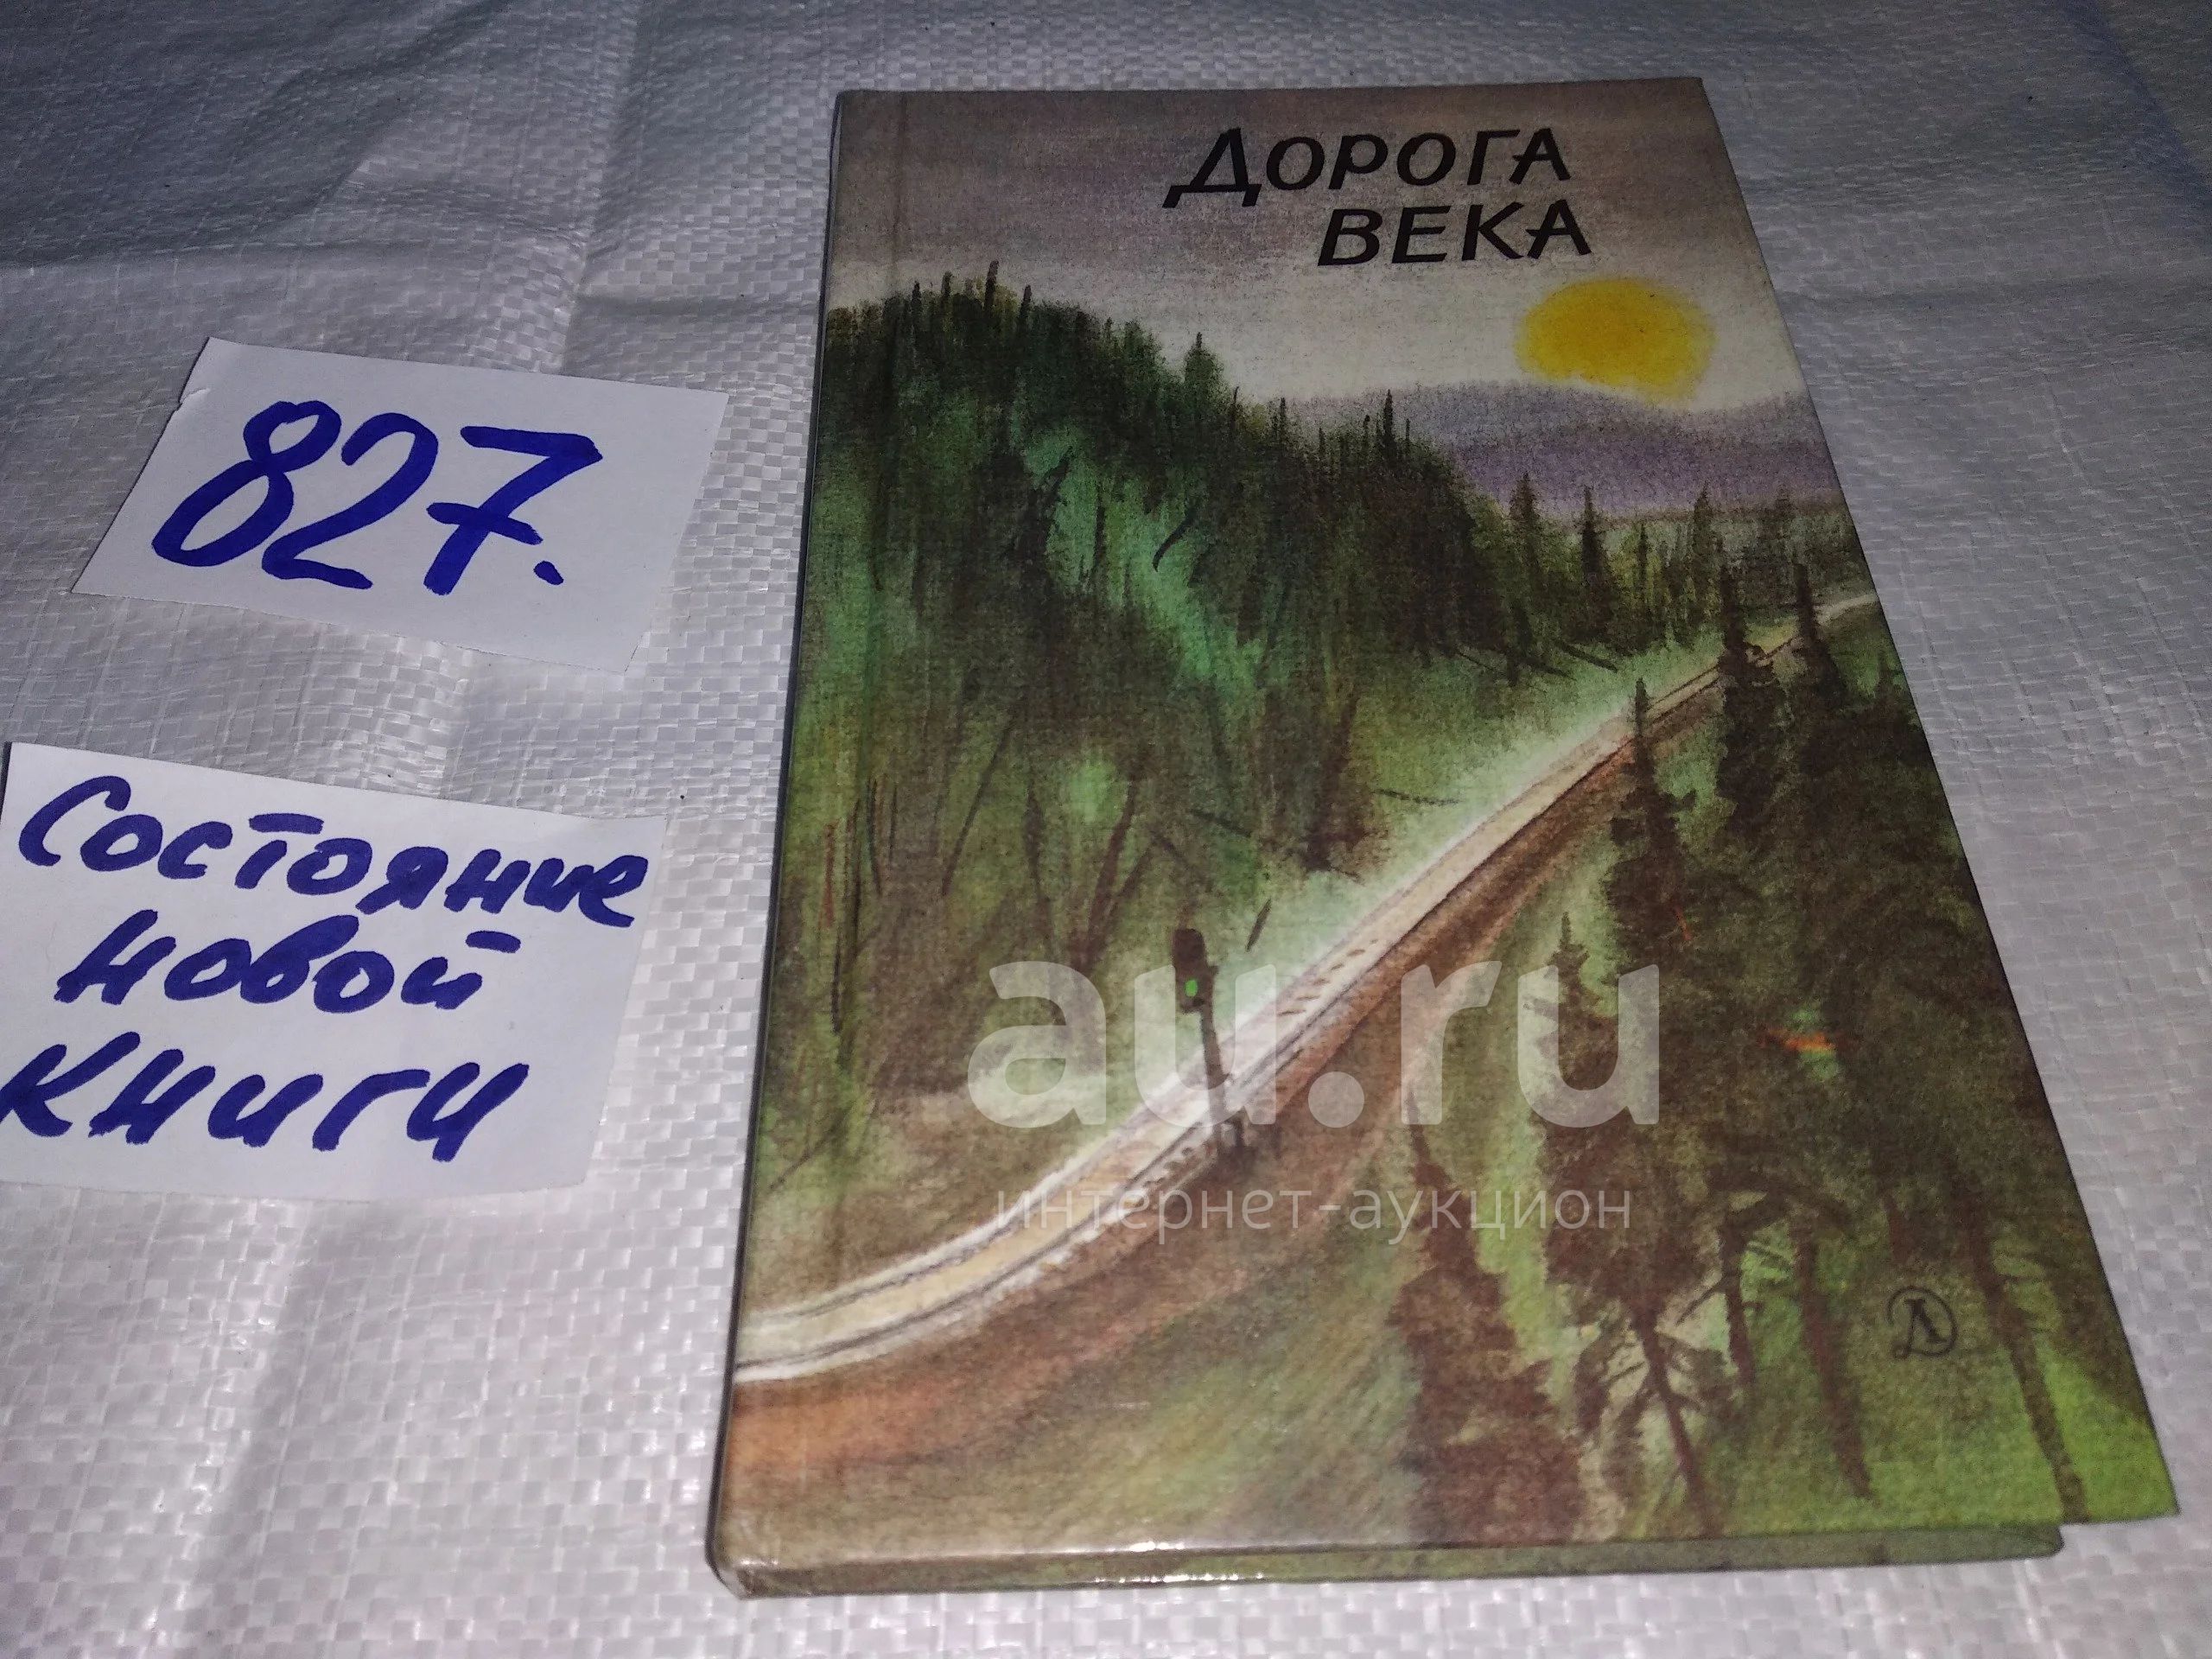 ДОРОГА
ВЕКА
827.
Состояние
новой
книги
au.ru
интернет-аукцион